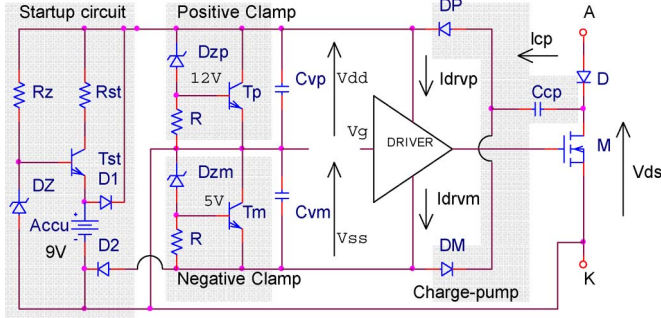 Startup circuit
Positive Clamp
DP
A
Icp
Dzp
12V
Tp
Cvp
Vdd
Idrvp
Ccp
D
Rz
Rst
R
Vg
DRIVER
M
Tst
Dzm
5V
Tm
Cvm
Vss
Idrvm
Vds
DZ
D1
Accu
+
-
9V
D2
R
DM
K
Negative Clamp
Charge-pump